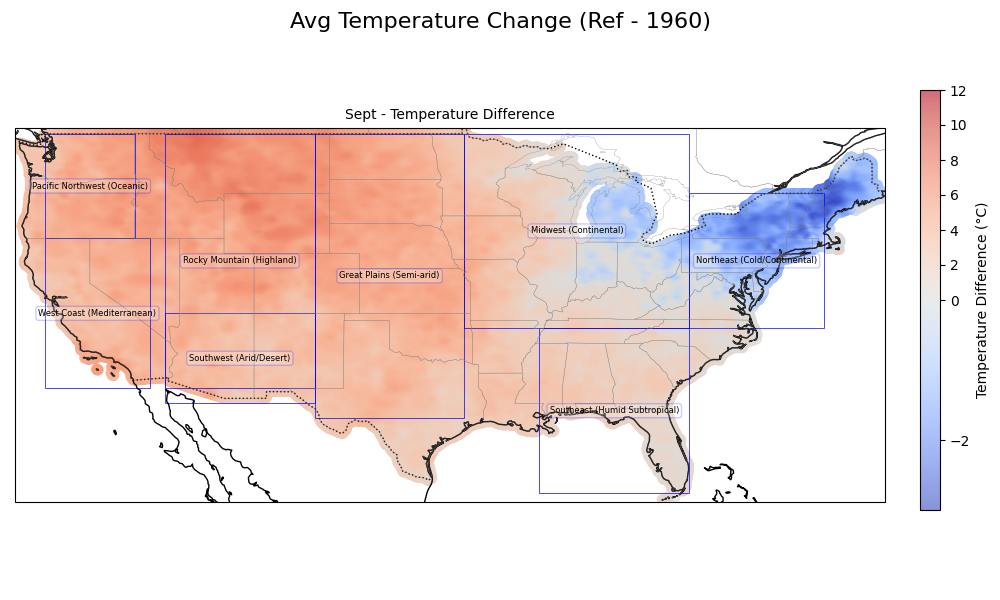 Avg Temperature Change (Ref - 1960)
Sept - Temperature Difference
Pacific Northwest (Oceanic)
Midwest (Continental)
Rocky Mountain (Highland)
Northeast (Cold/Continental)
Great Plains (Semi-arid)
West Coast (Mediterranean)
Southwest (Arid/Desert)
Southeast (Humid Subtropical)
12
10
8
6
4
2
0
−2
Temperature Difference (°C)